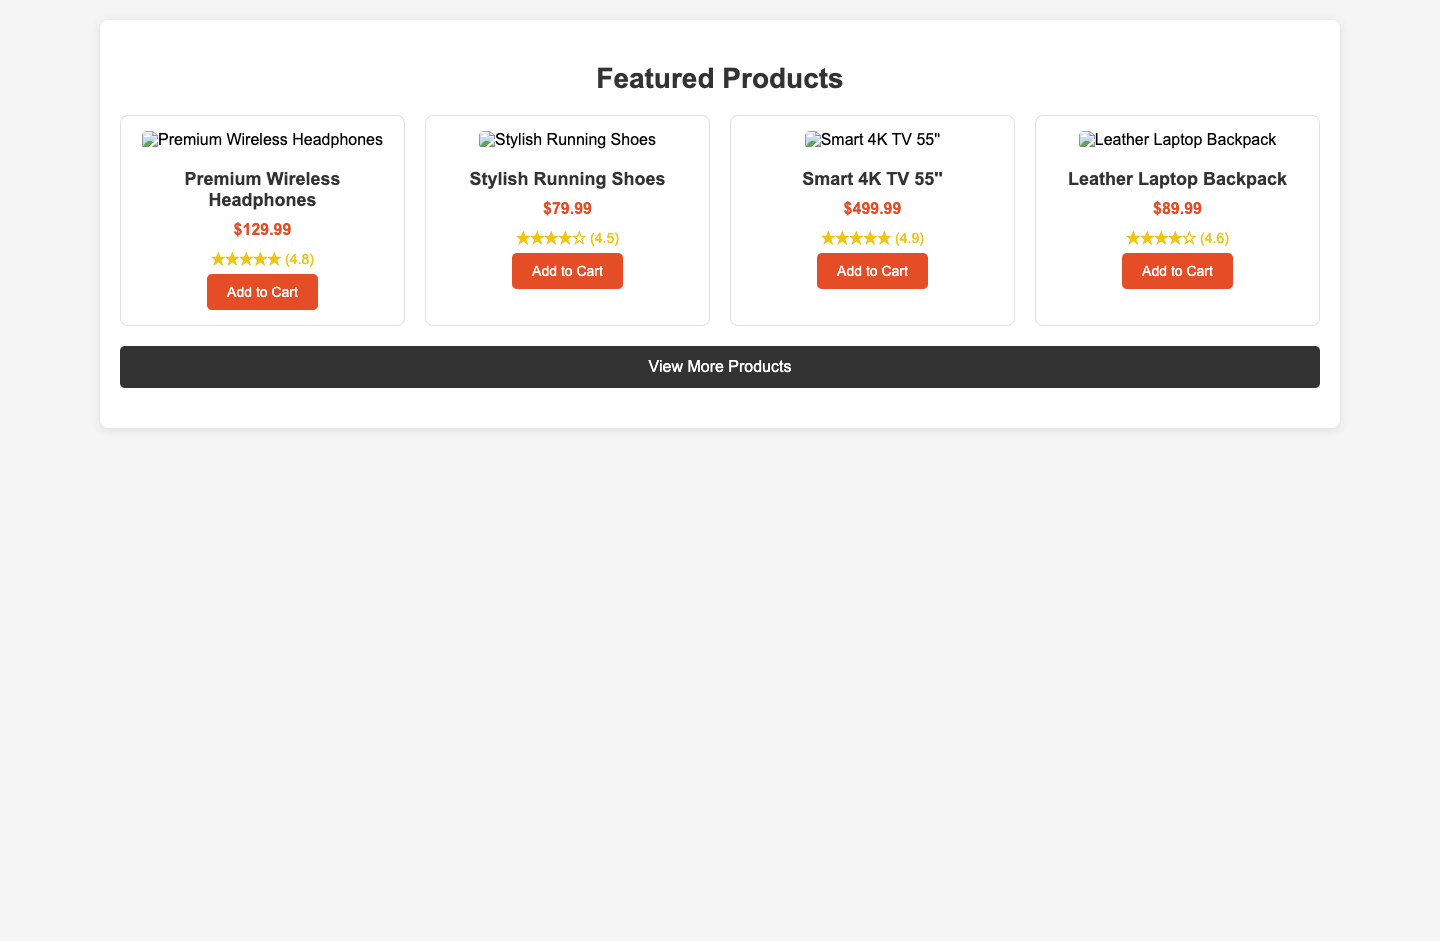 Featured Products
Premium Wireless Headphones
Premium Wireless
Headphones
$129.99
★★★★★ (4.8)
Add to Cart
Stylish Running Shoes
Stylish Running Shoes
$79.99
★★★★☆ (4.5)
Add to Cart
Smart 4K TV 55"
Smart 4K TV 55"
$499.99
★★★★★ (4.9)
Add to Cart
Leather Laptop Backpack
Leather Laptop Backpack
$89.99
★★★★☆ (4.6)
Add to Cart
View More Products